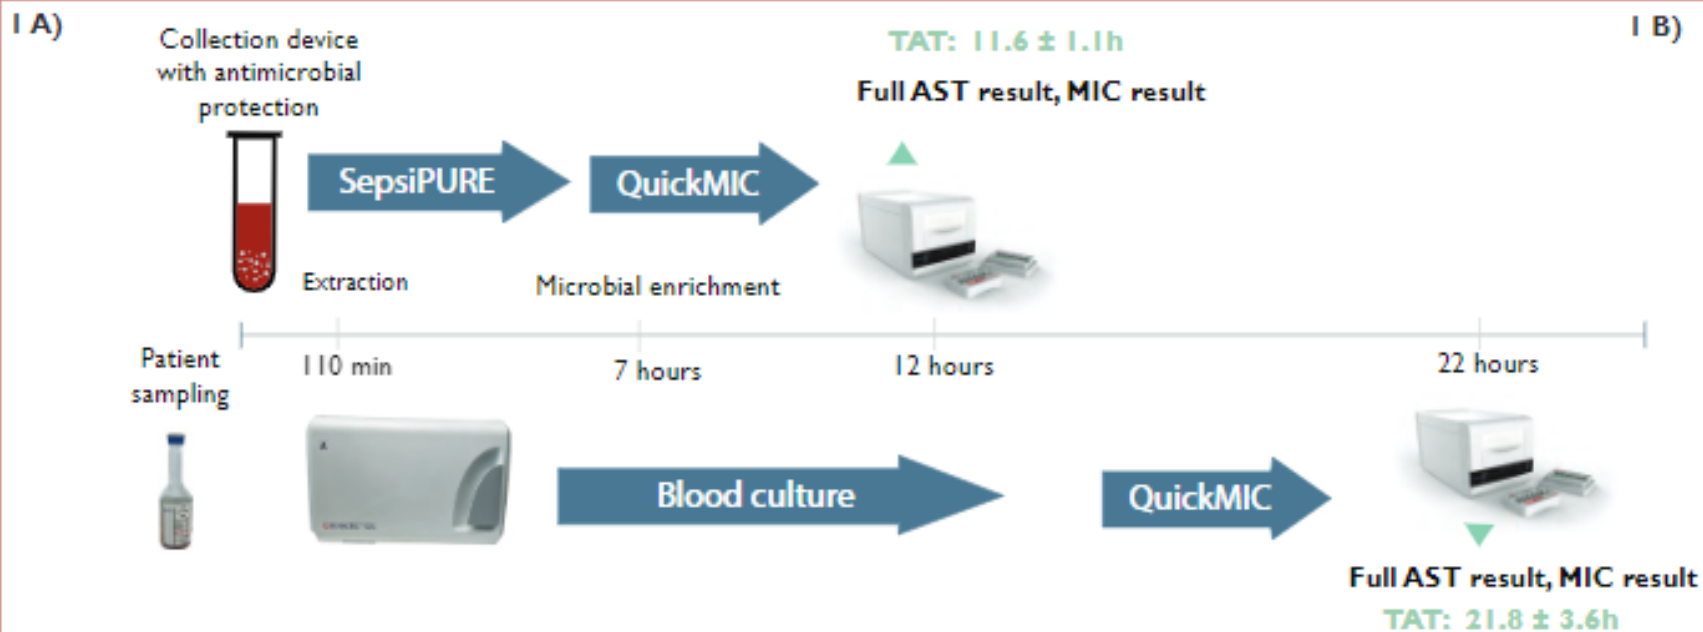 1 A)
1 B)
Collection device
with antimicrobial
protection
TAT: 11.6 ± 1.1h
Full AST result, MIC result
SepsiPURE
QuickMIC
Extraction
Microbial enrichment
Patient
sampling
110 min
7 hours
12 hours
22 hours
Blood culture
QuickMIC
Full AST result, MIC result
TAT: 21.8 ± 3.6h